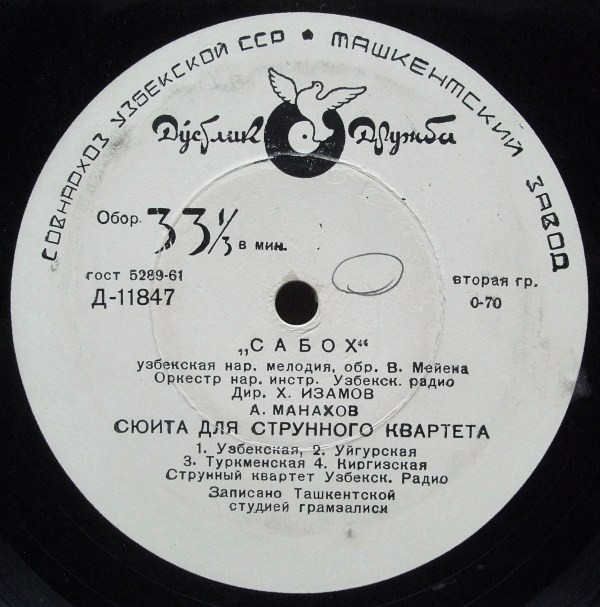 СОВНАРХОЗ УЗБЕКСКОЙ ССР * ТАШКЕНТСКИЙ ЗАВОД
Дӯстлик Дружба
Обор. 33⅓ в мин.
гост 5289-61
вторая гр.
Д-11847
0-70
„САБОХ“
узбекская нар. мелодия, обр. В. Мейена
Оркестр нар. инстр. Узбекск. радио
Дир. Х. ИЗАМОВ
А. МАНАХОВ
СЮИТА ДЛЯ СТРУННОГО КВАРТЕТА
1. Узбекская, 2. Уйгурская
3. Туркменская 4. Киргизская
Струнный квартет Узбекск. Радио
Записано Ташкентской
студией грамзаписи